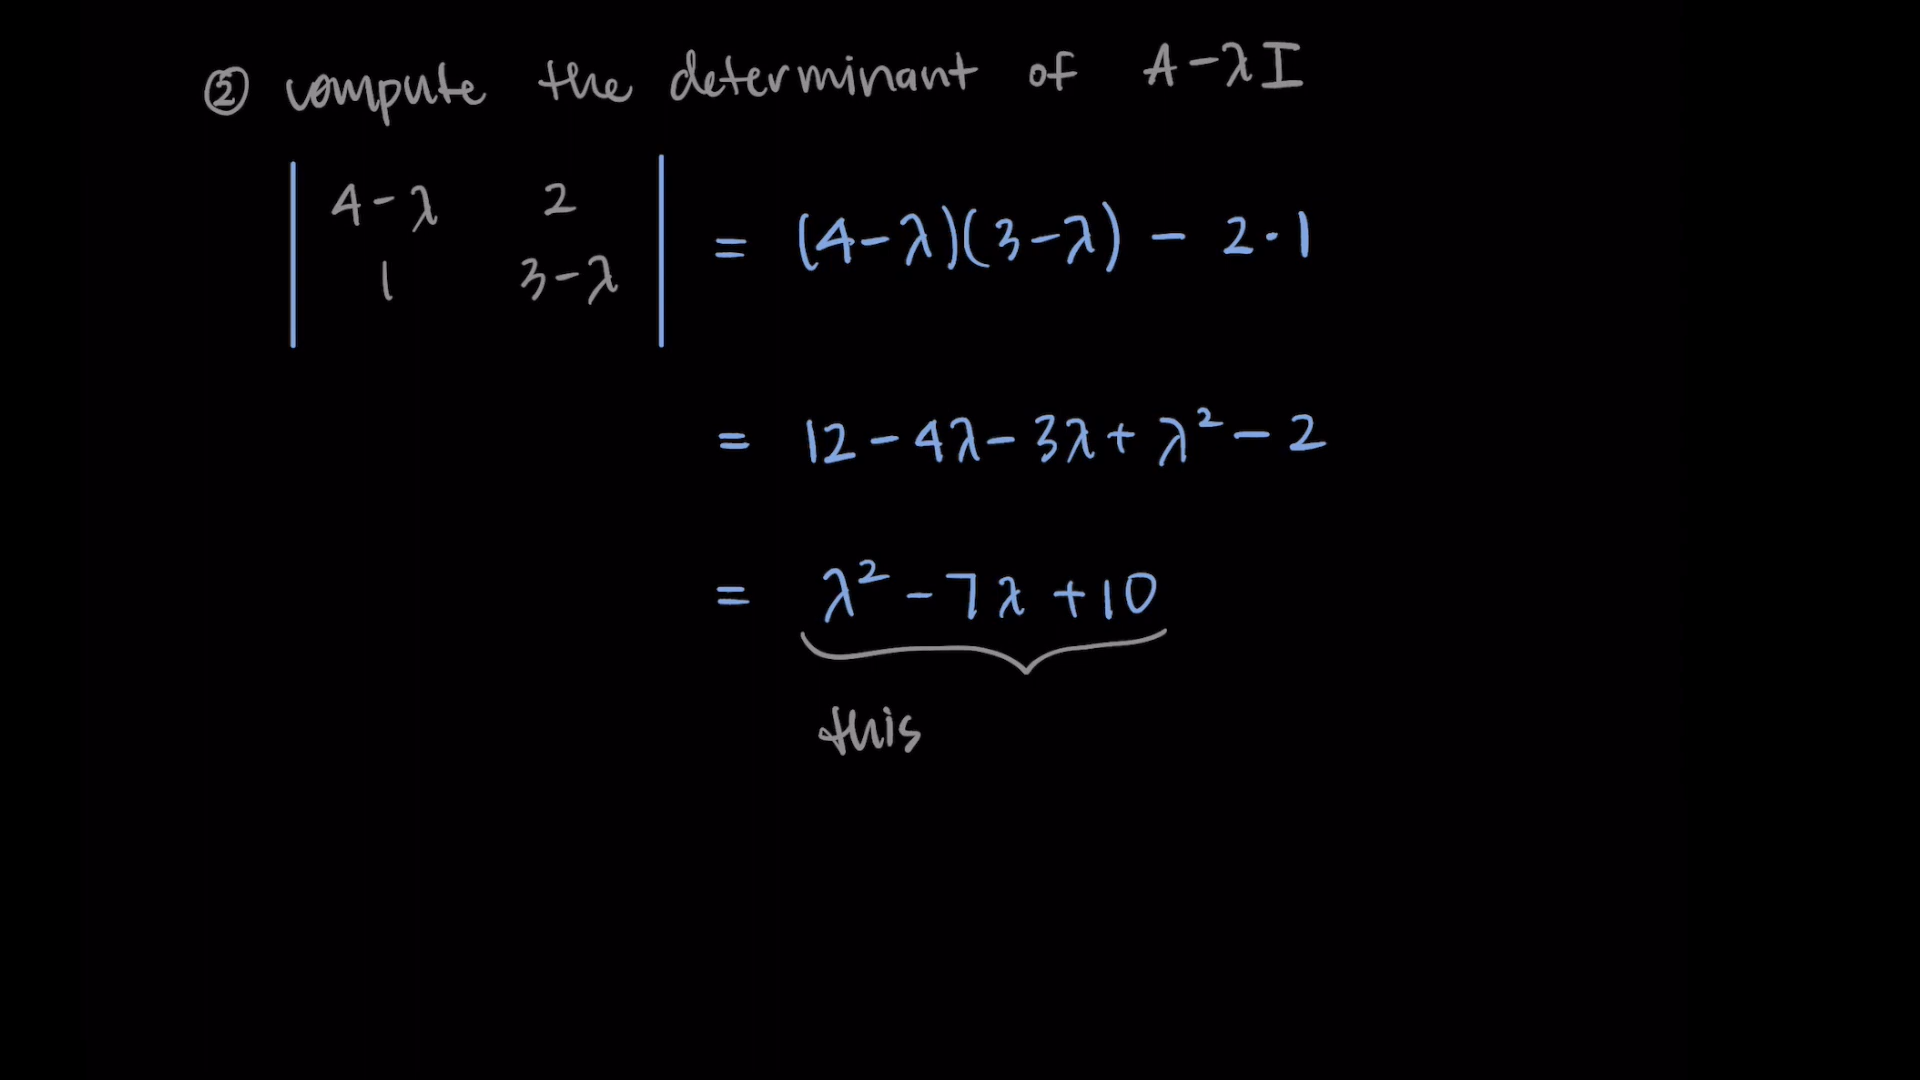 ② compute the determinant of A-λI
| 4-λ 2 |
| 1 3-λ | = (4-λ)(3-λ) - 2·1
= 12-4λ-3λ+λ²-2
= λ²-7λ+10
this